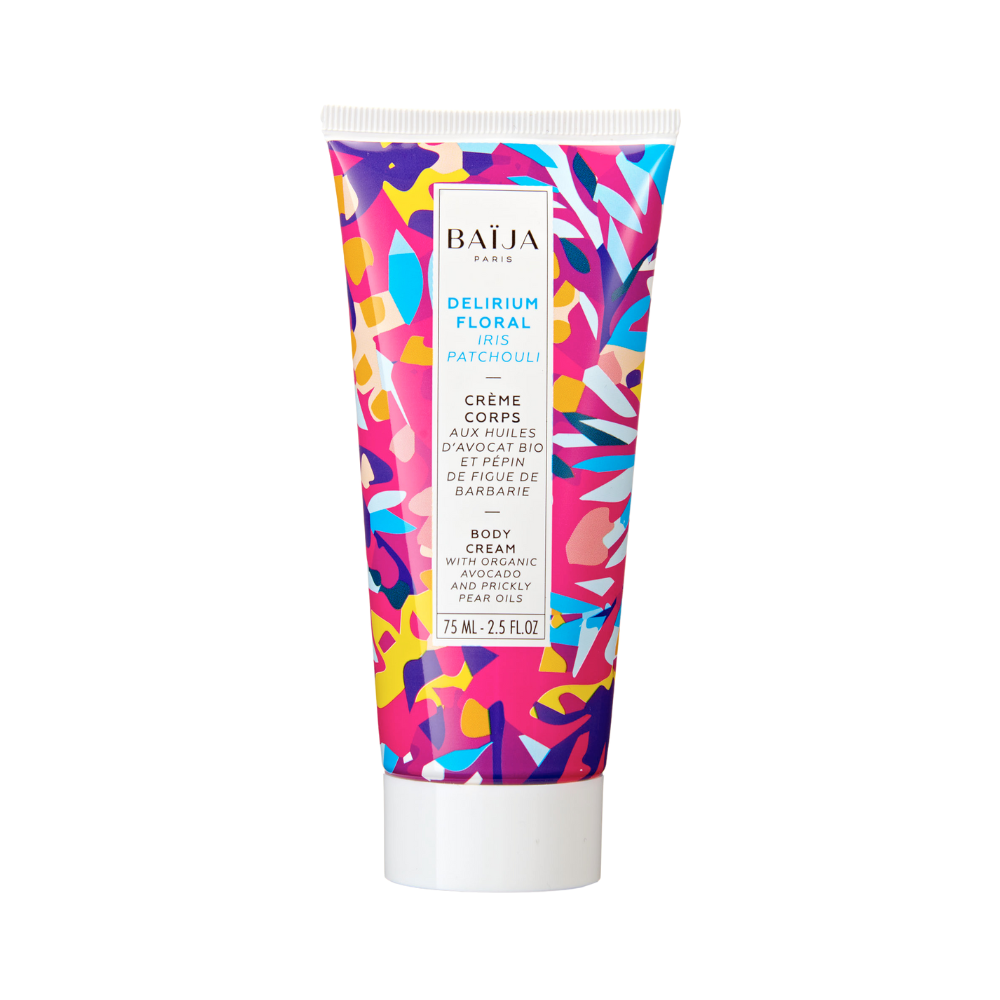 BAÏJA
PARIS
DELIRIUM
FLORAL
IRIS
PATCHOULI
—
CRÈME
CORPS
AUX HUILES
D'AVOCAT BIO
ET PÉPIN
DE FIGUE DE
BARBARIE
—
BODY
CREAM
WITH ORGANIC
AVOCADO
AND PRICKLY
PEAR OILS
75 ML - 2.5 FL.OZ